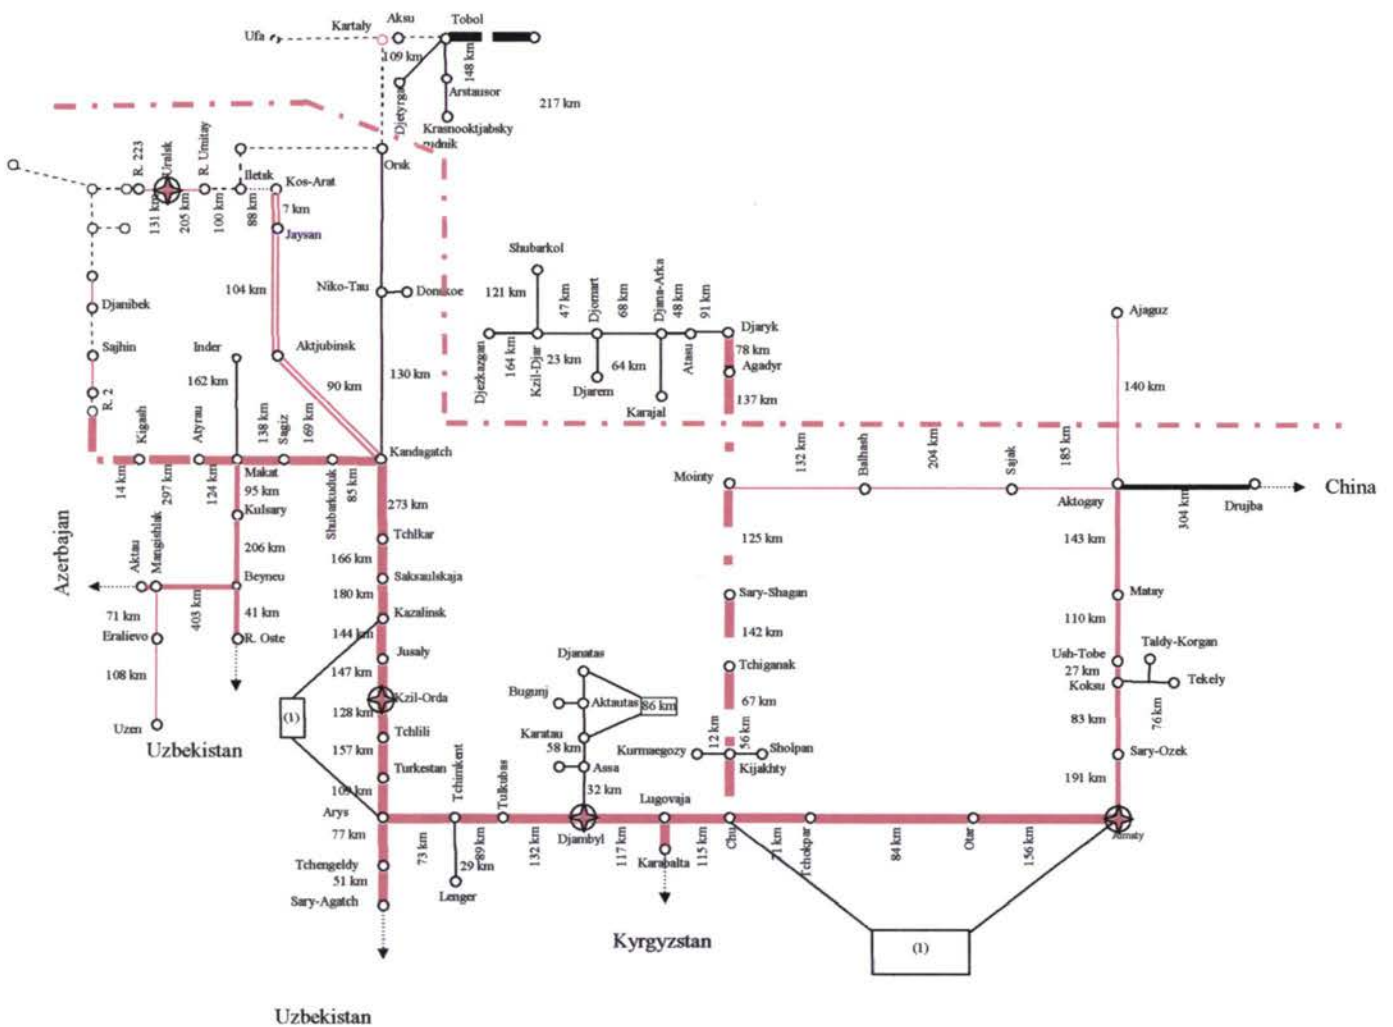 Kartaly
Aksu
Tobol
Ufa
109 km
148 km
Djetyrga
Arstausor
217 km
Krasnooktjabsky
rudnik
R. 223
Uralsk
R. Umitay
Iletsk
Orsk
Kos-Arat
131 km
205 km
100 km
88 km
7 km
Jaysan
Shubarkol
104 km
Niko-Tau
Donskoe
121 km
47 km
Djomart
68 km
Djana-Arka
48 km
91 km
Djanibek
Ajaguz
Djaryk
Sajhin
Inder
Aktjubinsk
78 km
Djezkazgan
164 km
Kzil-Djar
23 km
64 km
Atasu
Agadyr
162 km
90 km
130 km
Djarem
140 km
R. 2
Karajal
137 km
Kigash
Atyrau
138 km
Sagiz
169 km
132 km
Balhash
204 km
Sajak
185 km
Kandagatch
14 km
297 km
124 km
Makat
Shubarkuduk
85 km
Mointy
China
95 km
273 km
Aktogay
304 km
Drujba
Kulsary
Azerbajan
Aktau
Mangishlak
Tchlkar
125 km
143 km
206 km
166 km
Beyneu
Saksaulskaja
Sary-Shagan
Matay
71 km
403 km
41 km
180 km
Kazalinsk
110 km
Eralievo
R. Oste
144 km
142 km
Jusaly
Djanatas
Ush-Tobe
Taldy-Korgan
108 km
147 km
Tchiganak
27 km
Koksu
Tekely
Kzil-Orda
Bugunj
Aktautas
86 km
67 km
(1)
128 km
76 km
Uzen
Tchlili
Karatau
12 km
56 km
83 km
Uzbekistan
157 km
58 km
Kurmaegozy
Sholpan
Sary-Ozek
Turkestan
Assa
Kijakhty
109 km
Tchimkent
Tulkubas
32 km
191 km
Arys
Lugovaja
77 km
Djambyl
Chu
Almaty
73 km
89 km
132 km
117 km
Karabalta
115 km
71 km
Tchokpar
84 km
Otar
156 km
Tchengeldy
29 km
51 km
Lenger
Sary-Agatch
Kyrgyzstan
(1)
Uzbekistan